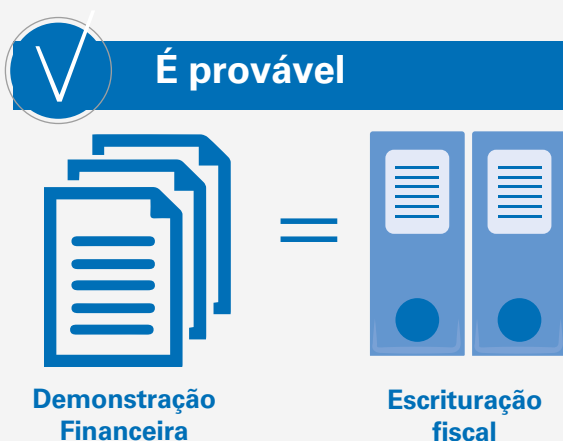 É provável
Demonstração
Financeira
=
Escrituração
fiscal